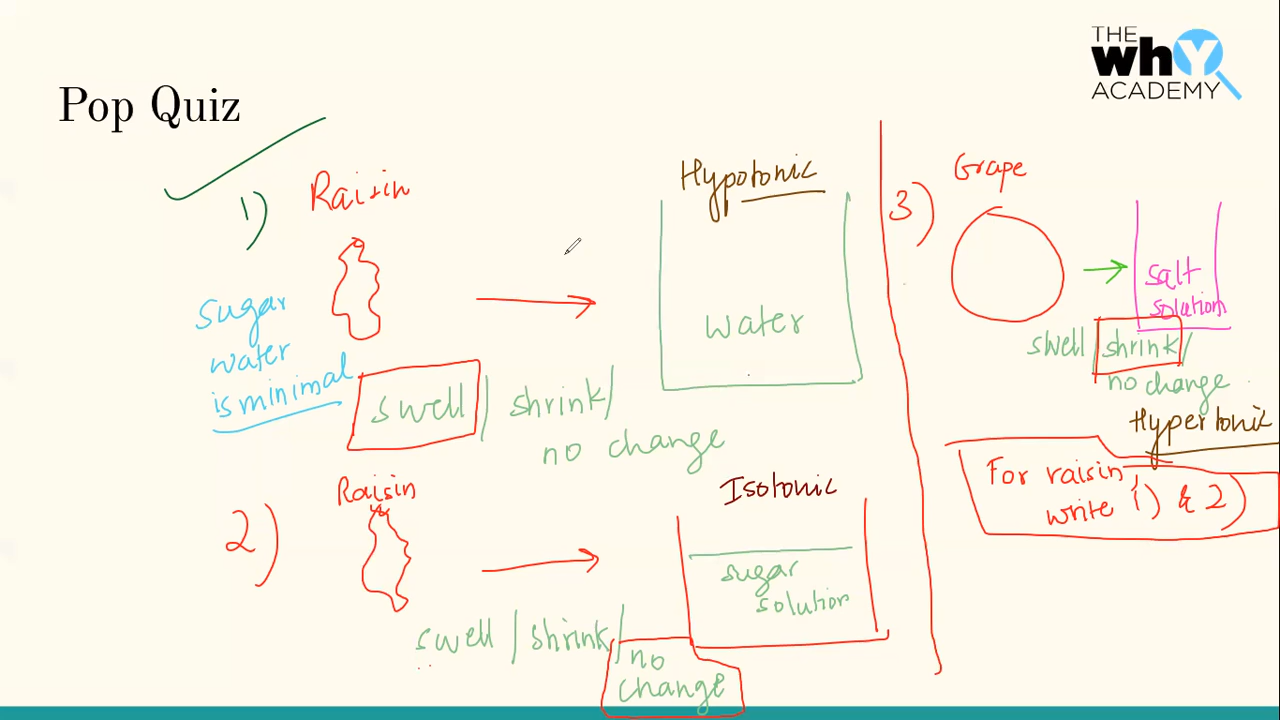 THE
whY
ACADEMY
Pop Quiz
1)
Raisin
sugar
water
is minimal
Hypotonic
water
swell / shrink/
no change
2)
Raisin
Isotonic
sugar
solution
swell / shrink/
no
change
3)
Grape
salt
solution
swell / shrink/
no change
Hypertonic
For raisin,
write 1) & 2)